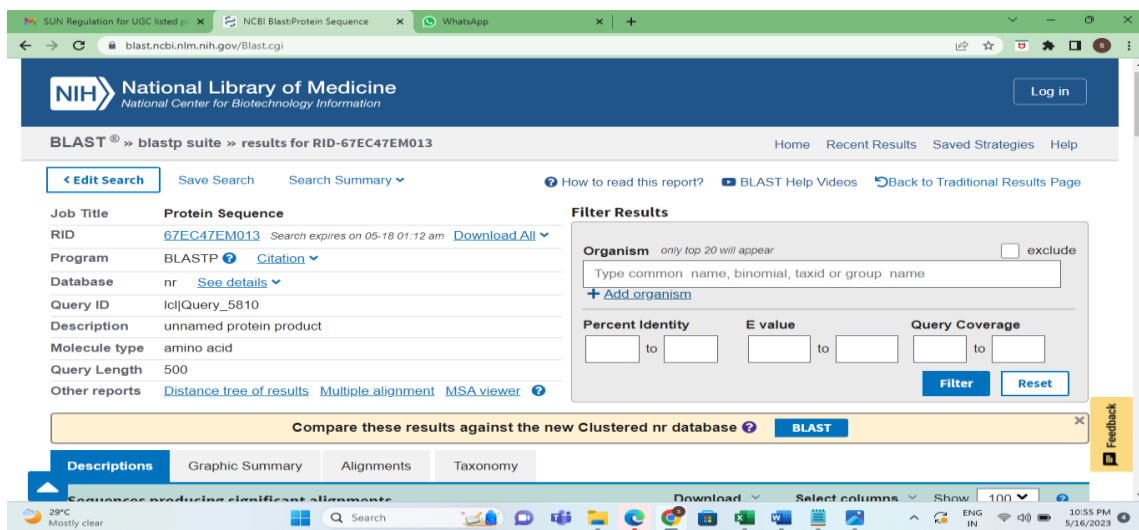 SUN Regulation for UGC listed
NCBI Blast:Protein Sequence
WhatsApp
blast.ncbi.nlm.nih.gov/Blast.cgi
s
NIH
National Library of Medicine
National Center for Biotechnology Information
Log in
BLAST ® » blastp suite » results for RID-67EC47EM013
Home Recent Results Saved Strategies Help
< Edit Search Save Search Search Summary
How to read this report? BLAST Help Videos Back to Traditional Results Page
Job Title Protein Sequence
RID 67EC47EM013 Search expires on 05-18 01:12 am Download All
Program BLASTP Citation
Database nr See details
Query ID lcl|Query_5810
Description unnamed protein product
Molecule type amino acid
Query Length 500
Other reports Distance tree of results Multiple alignment MSA viewer
Filter Results
Organism only top 20 will appear exclude
Type common name, binomial, taxid or group name
+ Add organism
Percent Identity E value Query Coverage
to to to
Filter Reset
Compare these results against the new Clustered nr database BLAST
Feedback
Descriptions Graphic Summary Alignments Taxonomy
Sequences producing significant alignments Download Select columns Show 100
29°C
Mostly clear
Search
ENG
IN
10:55 PM
5/16/2023
4